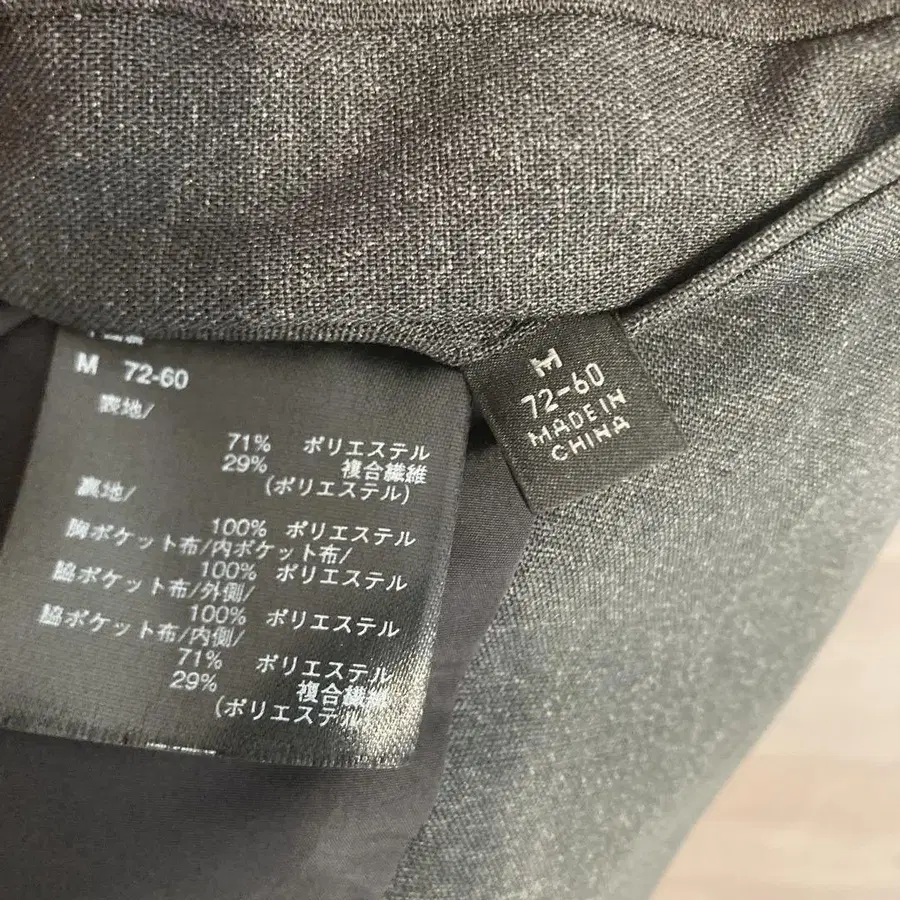 M 72-60
表地/
71% ポリエステル
29% 複合繊維
(ポリエステル)
裏地/
100% ポリエステル
胸ポケット布/内ポケット布/
100% ポリエステル
脇ポケット布/外側/
100% ポリエステル
脇ポケット布/内側/
71% ポリエステル
29% 複合繊維
(ポリエステル)
M
72-60
MADE IN
CHINA